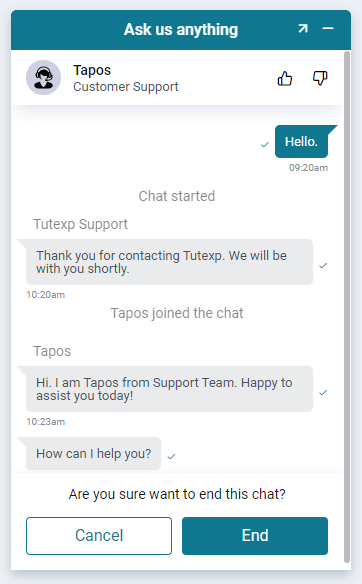 Ask us anything
Tapos
Customer Support
Hello.
09:20am
Chat started
Tutexp Support
Thank you for contacting Tutexp. We will be
with you shortly.
10:20am
Tapos joined the chat
Tapos
Hi. I am Tapos from Support Team. Happy to
assist you today!
10:23am
How can I help you?
Are you sure want to end this chat?
Cancel
End